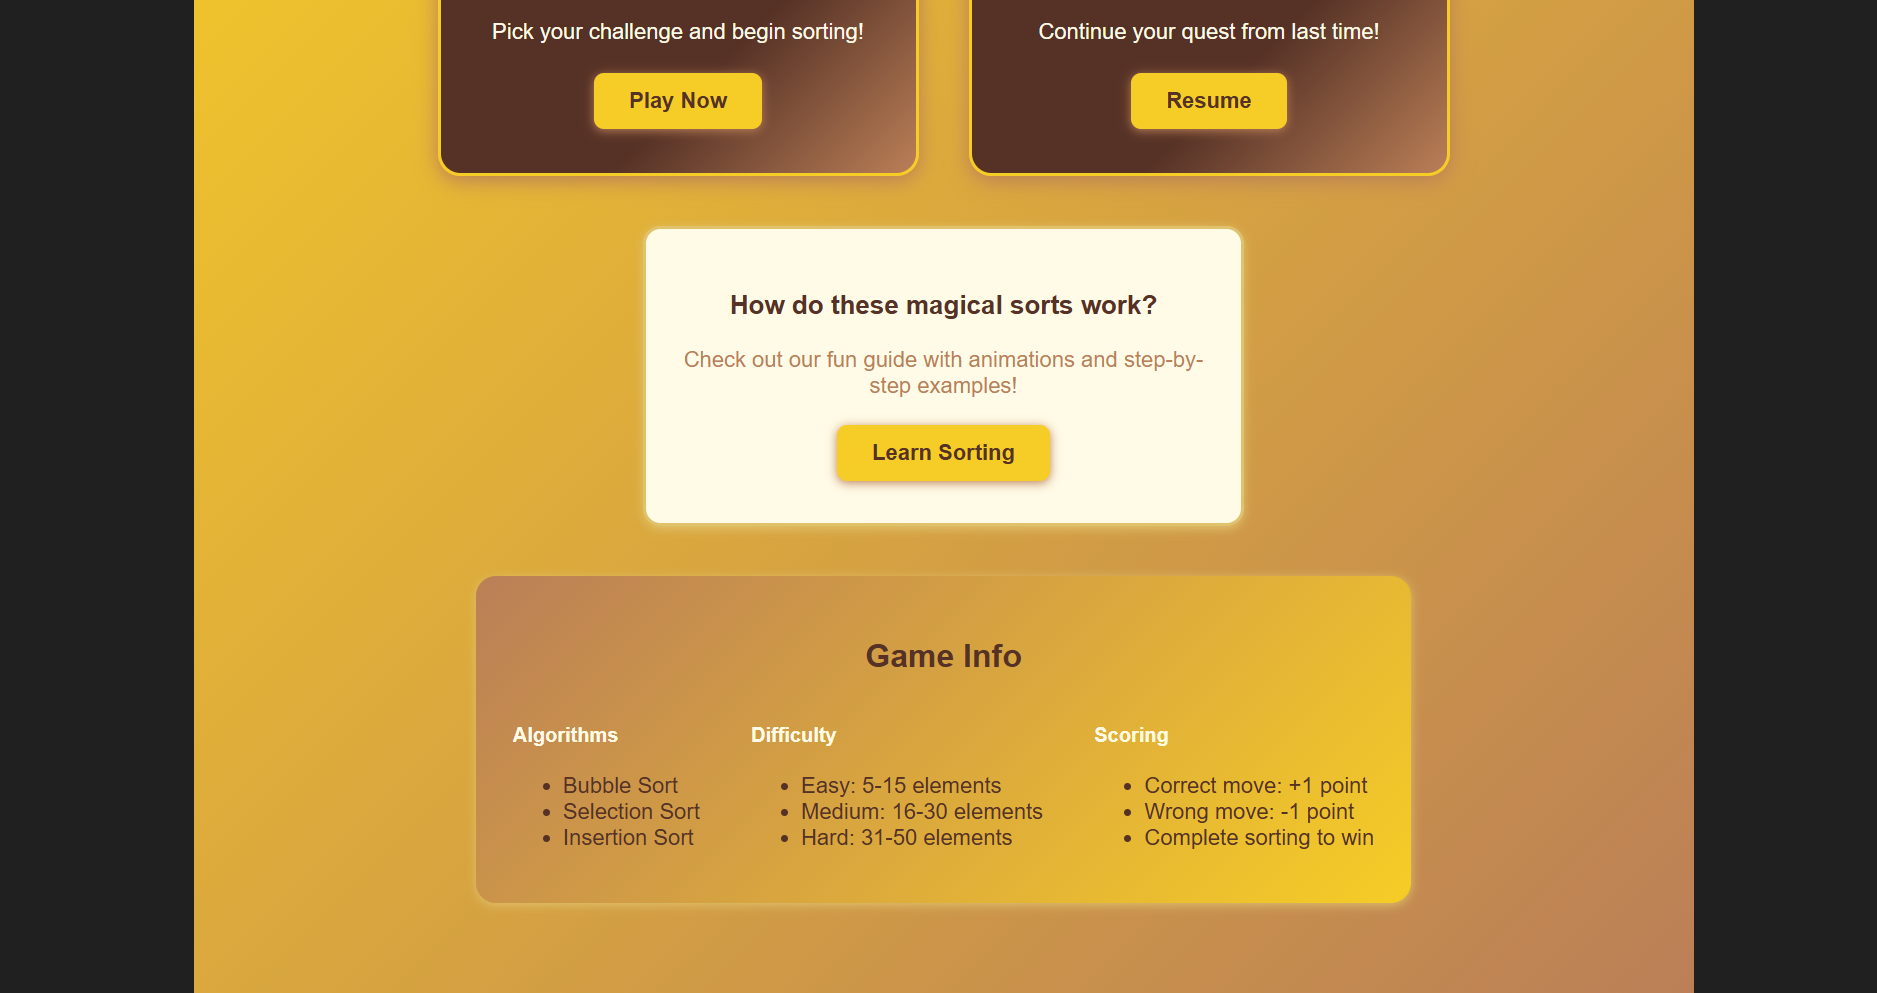 Pick your challenge and begin sorting!
Play Now
Continue your quest from last time!
Resume
How do these magical sorts work?
Check out our fun guide with animations and step-by-
step examples!
Learn Sorting
Game Info
Algorithms
Bubble Sort
Selection Sort
Insertion Sort
Difficulty
Easy: 5-15 elements
Medium: 16-30 elements
Hard: 31-50 elements
Scoring
Correct move: +1 point
Wrong move: -1 point
Complete sorting to win